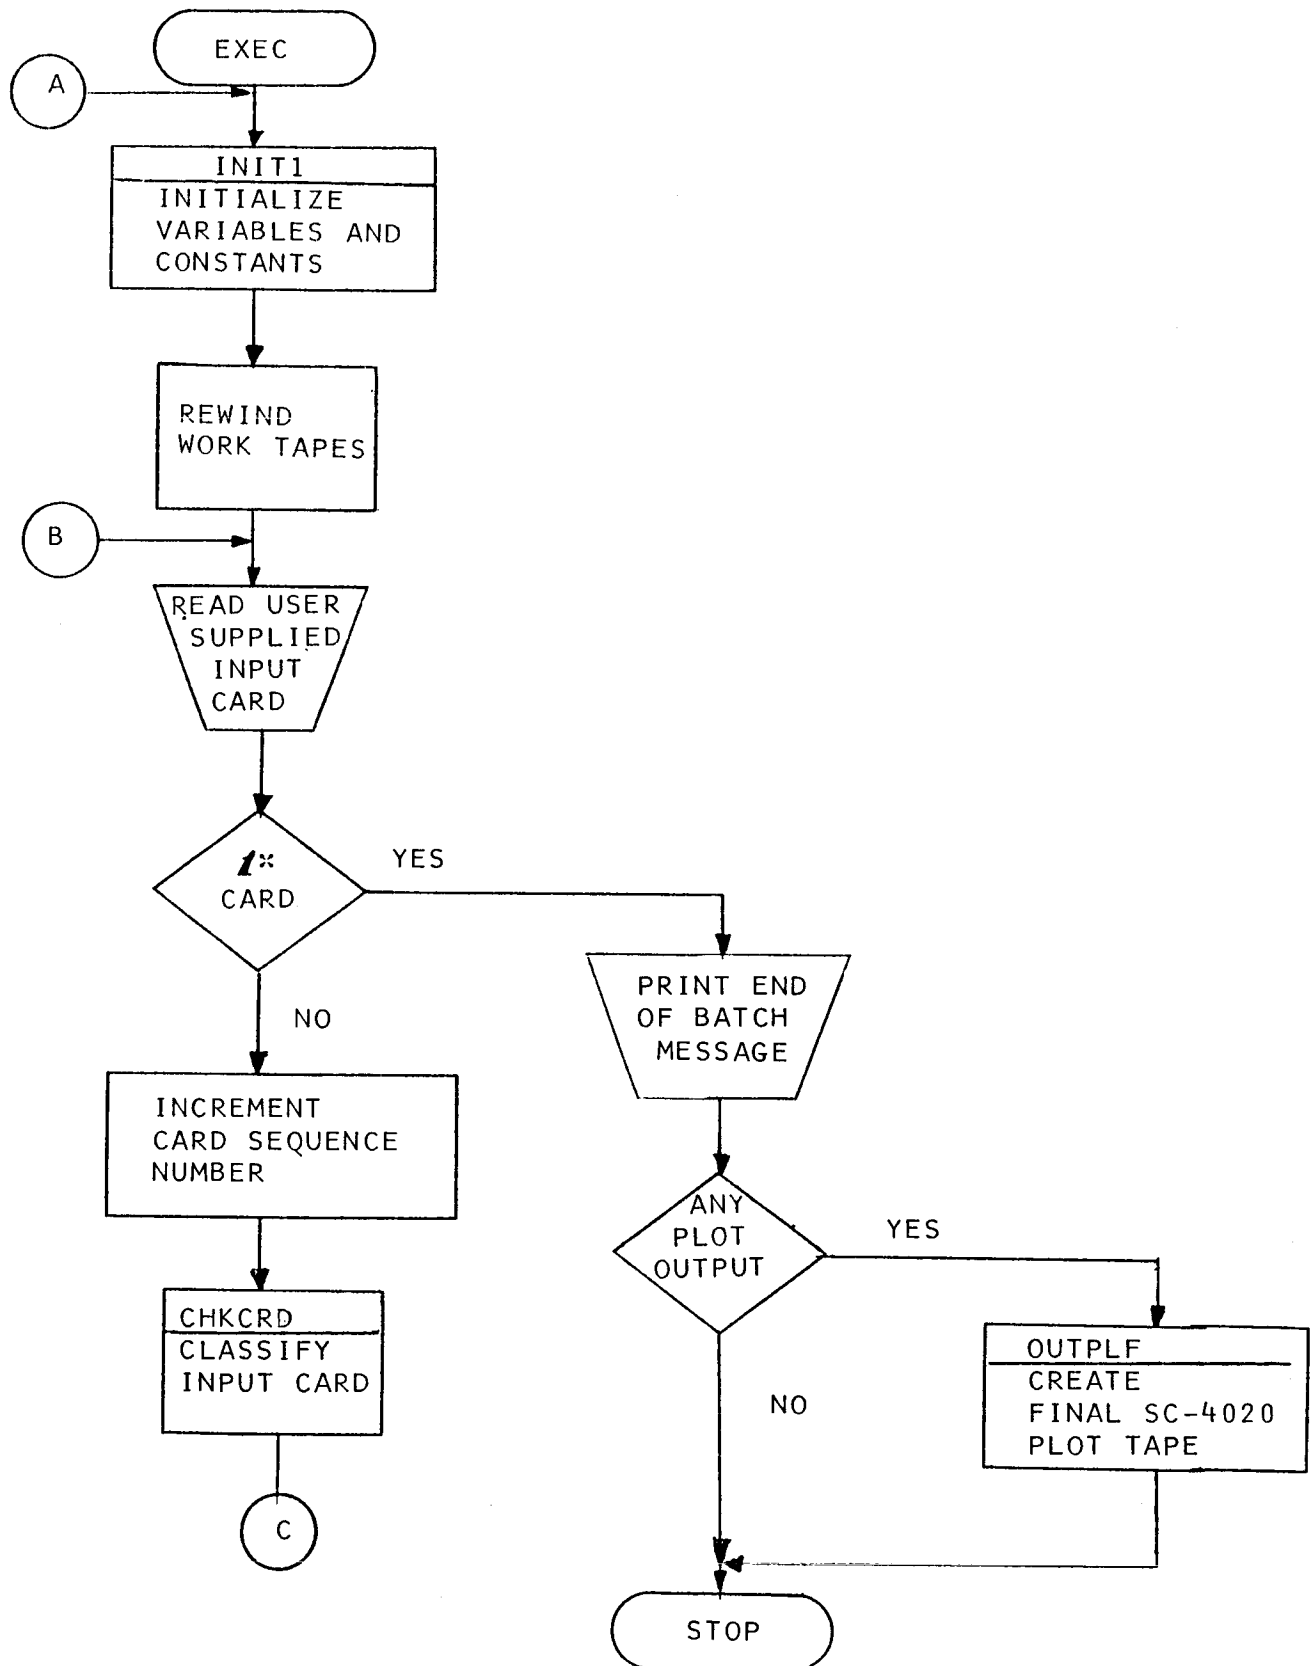 EXEC
A
INIT1
INITIALIZE
VARIABLES AND
CONSTANTS
REWIND
WORK TAPES
B
READ USER
SUPPLIED
INPUT
CARD
1*
CARD
YES
NO
PRINT END
OF BATCH
MESSAGE
INCREMENT
CARD SEQUENCE
NUMBER
ANY
PLOT
OUTPUT
YES
NO
CHKCRD
CLASSIFY
INPUT CARD
OUTPLF
CREATE
FINAL SC-4020
PLOT TAPE
C
STOP